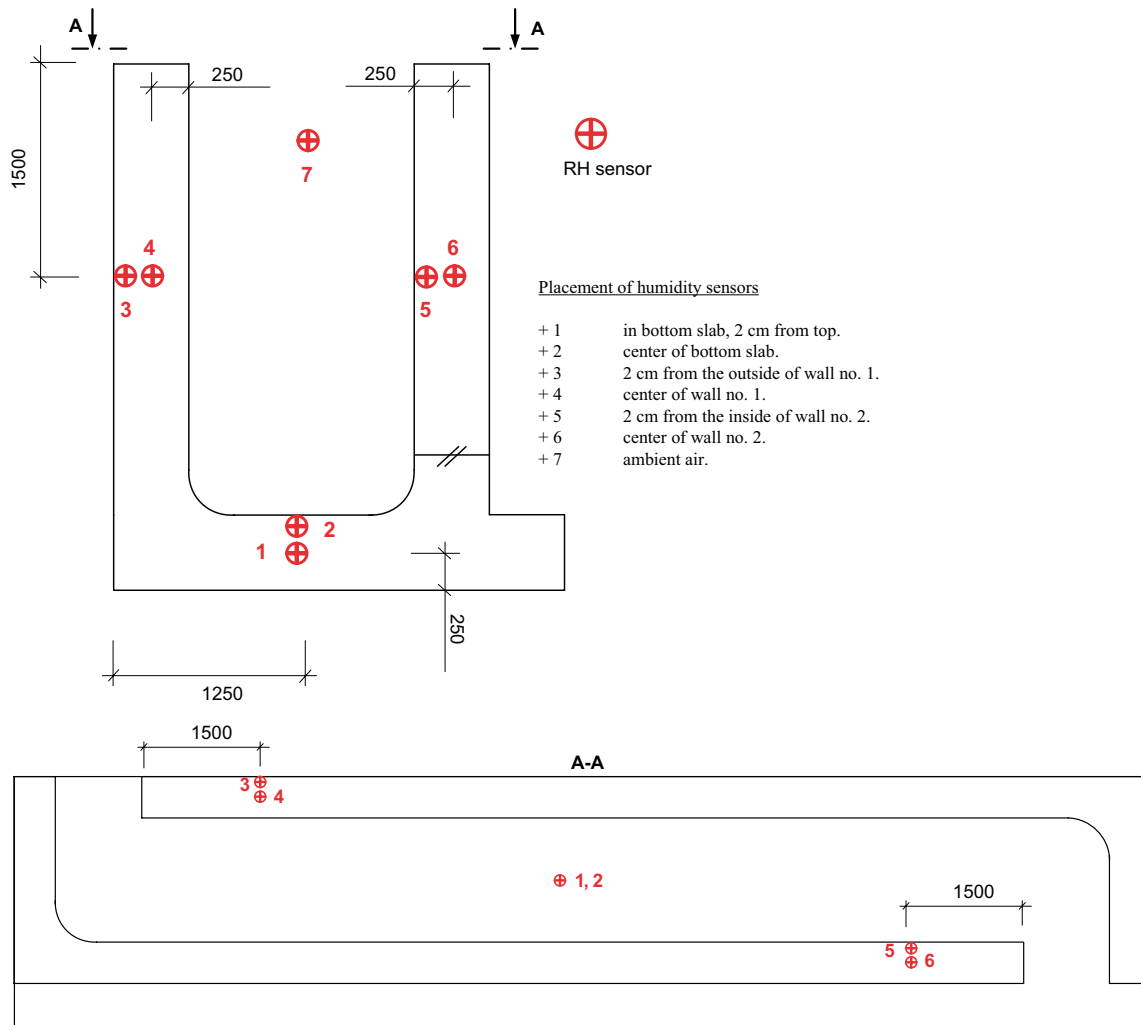 A
A
250
250
1500
7
RH sensor
4
6
3
5
Placement of humidity sensors
+ 1 in bottom slab, 2 cm from top.
+ 2 center of bottom slab.
+ 3 2 cm from the outside of wall no. 1.
+ 4 center of wall no. 1.
+ 5 2 cm from the inside of wall no. 2.
+ 6 center of wall no. 2.
+ 7 ambient air.
2
1
250
1250
1500
A-A
3
4
1, 2
1500
5
6